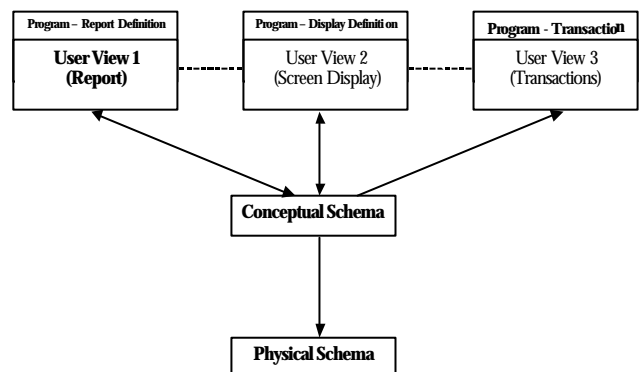 Program – Report Definition
User View 1
(Report)
Program – Display Definition
User View 2
(Screen Display)
Program - Transaction
User View 3
(Transactions)
Conceptual Schema
Physical Schema